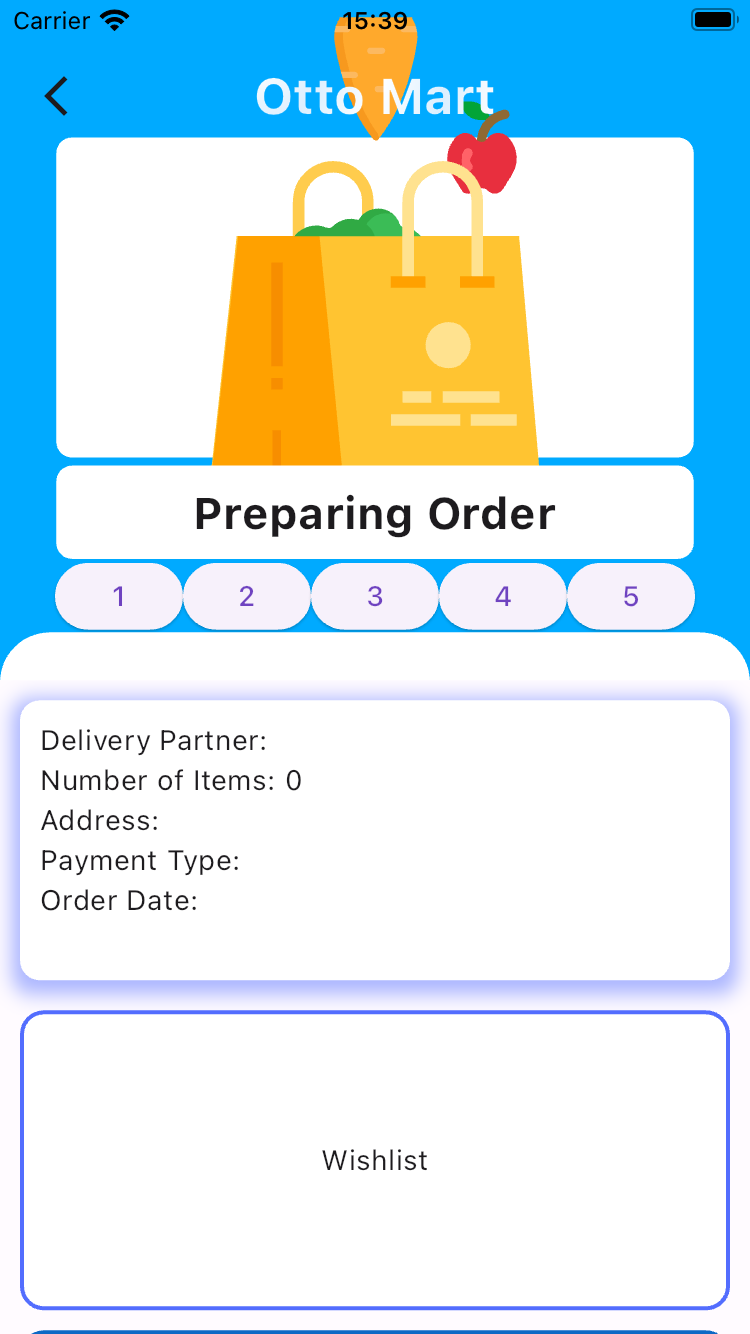 Carrier 15:39
Otto Mart
Preparing Order
1 2 3 4 5
Delivery Partner:
Number of Items: 0
Address:
Payment Type:
Order Date:
Wishlist